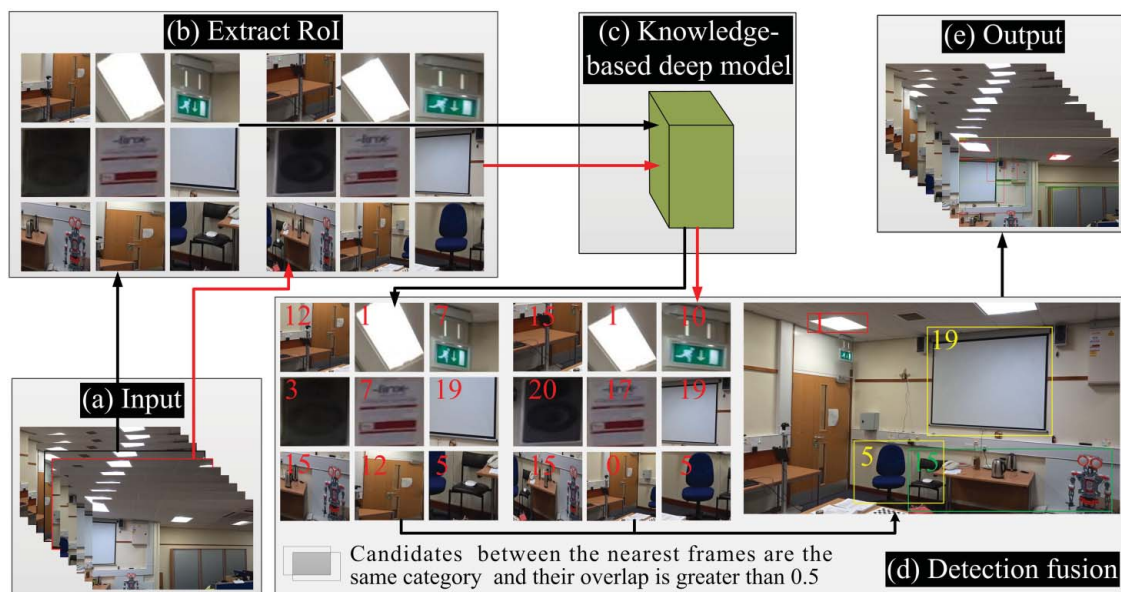 (b) Extract RoI
(c) Knowledge-
based deep model
(e) Output
(a) Input
12 1 7 15 1 10
3 7 19 20 17 19
15 12 5 15 0 5
1
19
5
15
Candidates between the nearest frames are the
same category and their overlap is greater than 0.5
(d) Detection fusion